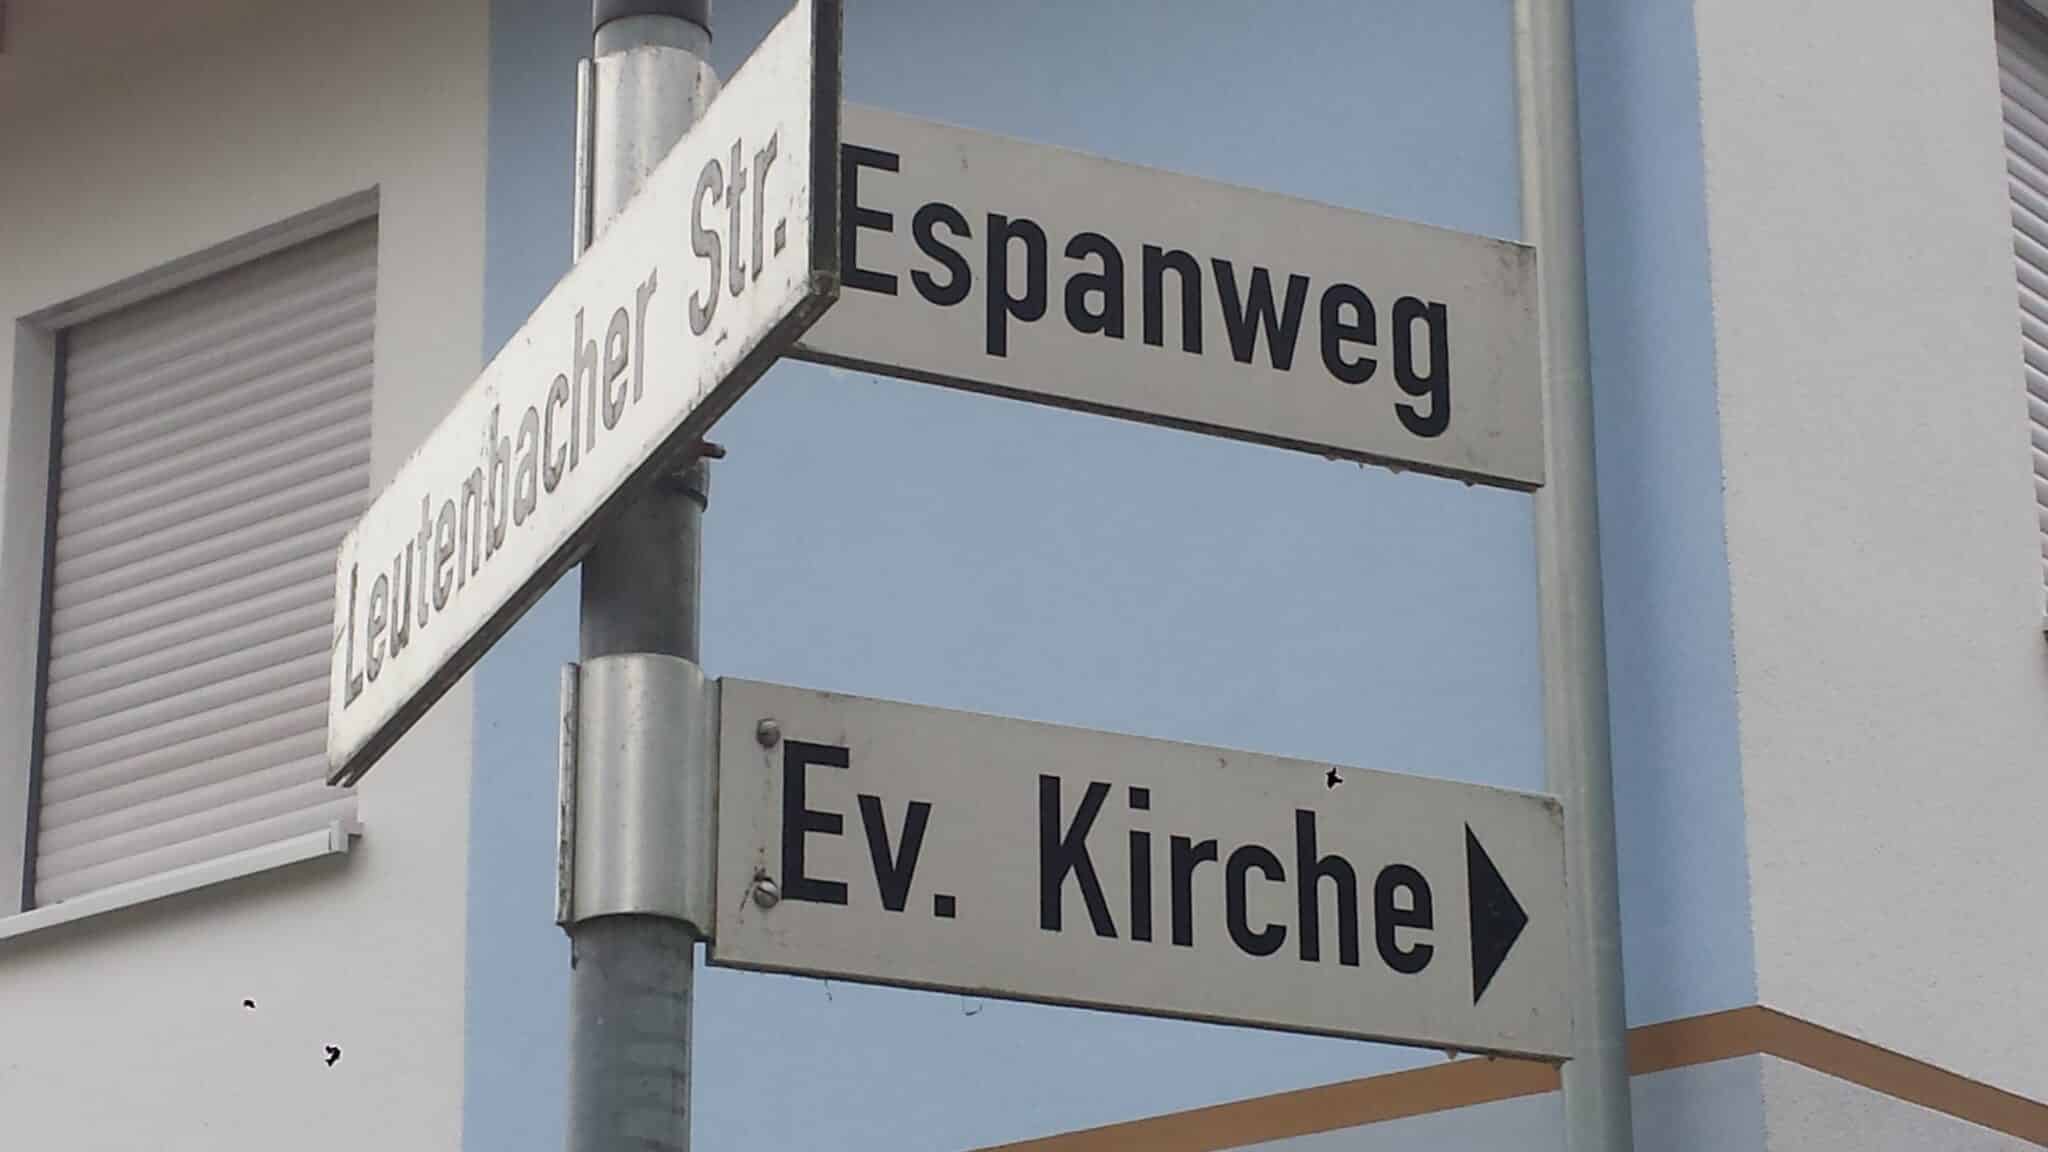 Leutenbacher Str.
Espanweg
Ev. Kirche